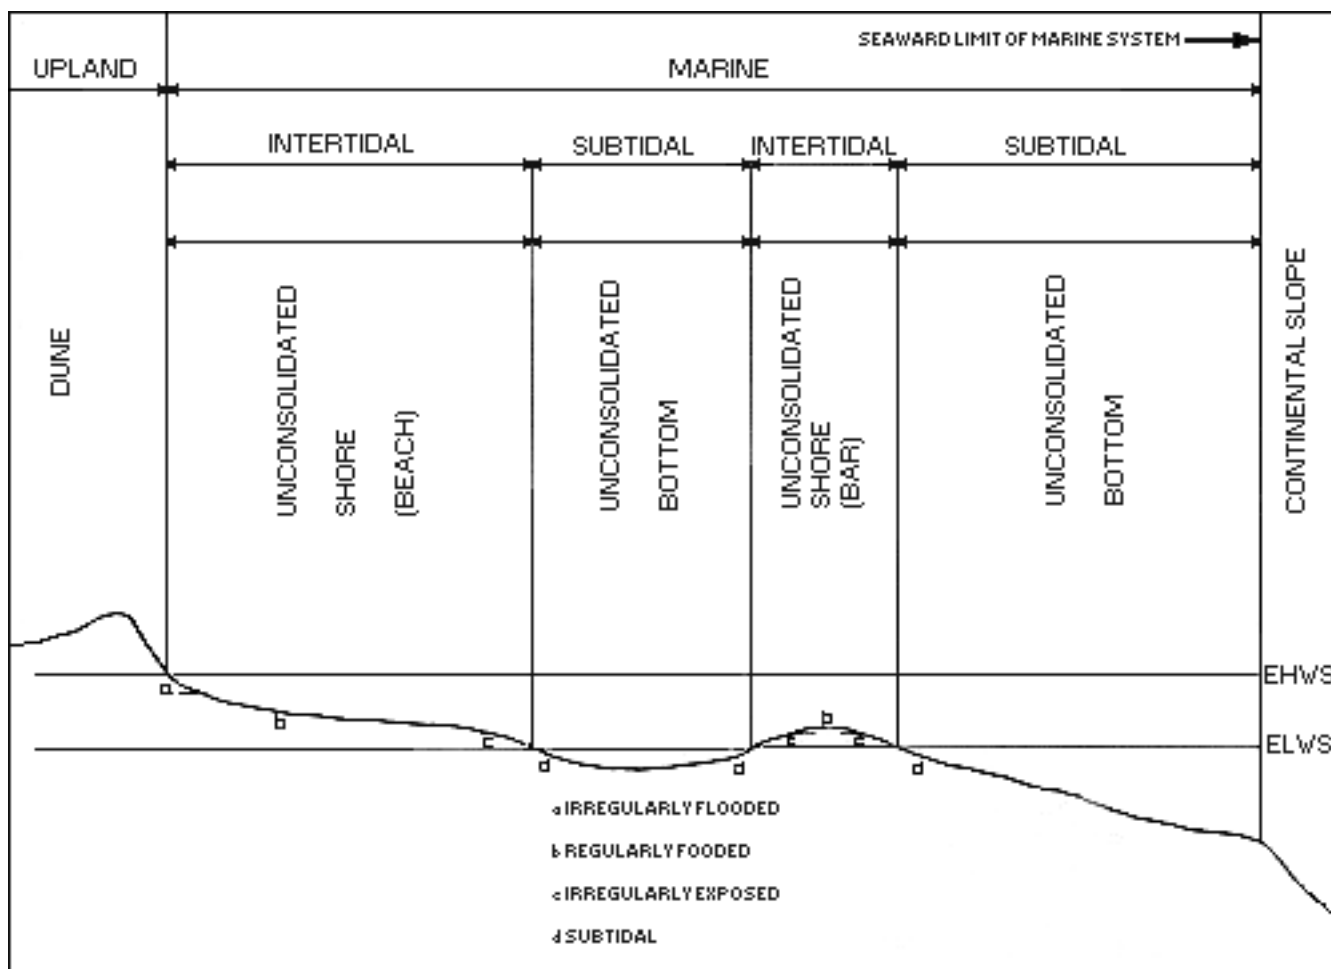 SEAWARD LIMIT OF MARINE SYSTEM
UPLAND
MARINE
INTERTIDAL
SUBTIDAL
INTERTIDAL
SUBTIDAL
DUNE
UNCONSOLIDATED
SHORE
(BEACH)
UNCONSOLIDATED
BOTTOM
UNCONSOLIDATED
SHORE
(BAR)
UNCONSOLIDATED
BOTTOM
CONTINENTAL SLOPE
EHWS
a
b
c
b
c
c
ELWS
d
d
d
a IRREGULARLY FLOODED
b REGULARLY FOODED
c IRREGULARLY EXPOSED
d SUBTIDAL